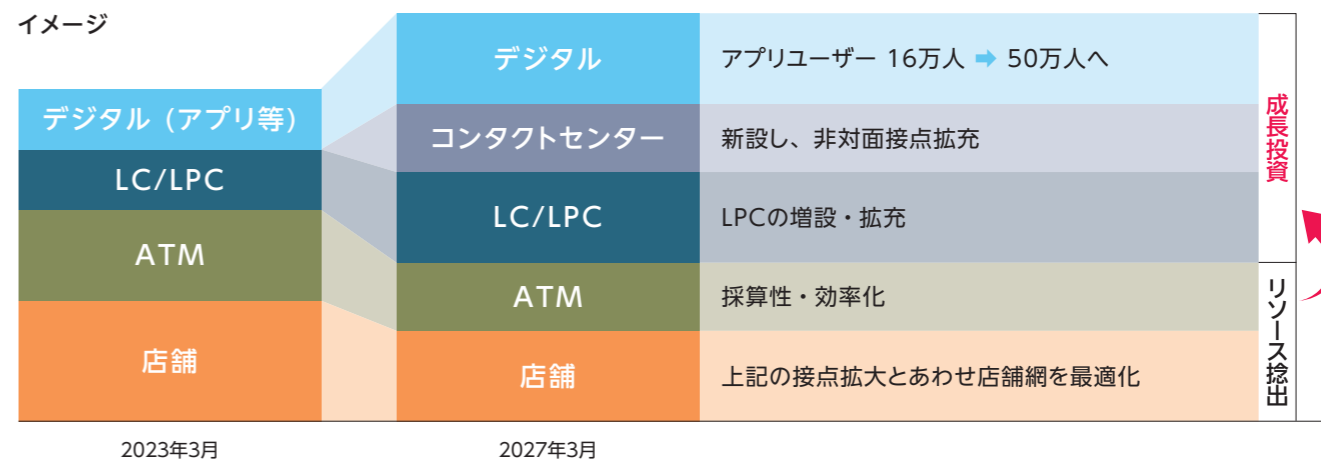 イメージ
デジタル（アプリ等）
LC/LPC
ATM
店舗
2023年3月
デジタル
コンタクトセンター
LC/LPC
ATM
店舗
2027年3月
アプリユーザー 16万人 ➡ 50万人へ
新設し、非対面接点拡充
LPCの増設・拡充
採算性・効率化
上記の接点拡大とあわせ店舗網を最適化
成長投資
リソース捻出